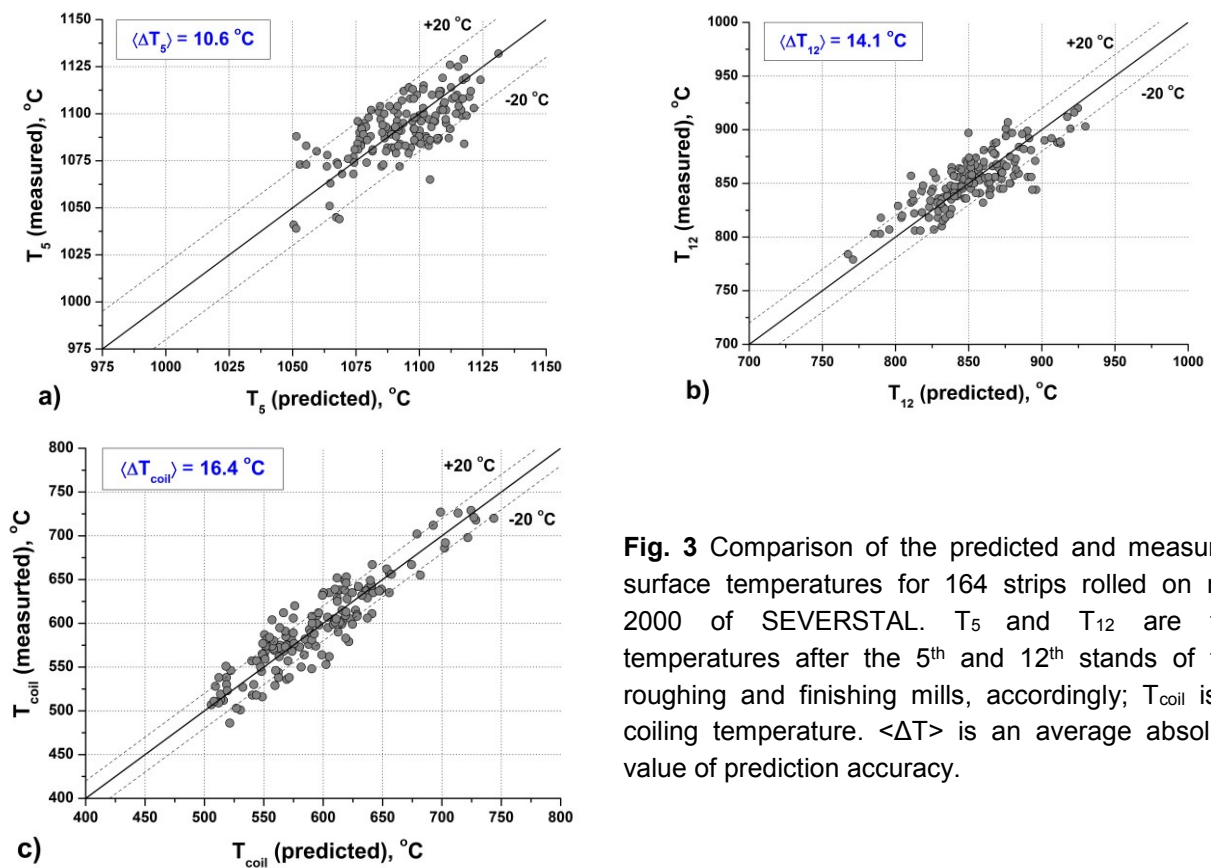 ⟨ΔT5⟩ = 10.6 °C
+20 °C
-20 °C
1150
1125
1100
1075
1050
1025
1000
975
T5 (measured), °C
975 1000 1025 1050 1075 1100 1125 1150
T5 (predicted), °C
a)
⟨ΔT12⟩ = 14.1 °C
+20 °C
-20 °C
1000
950
900
850
800
750
700
T12 (measured), °C
700 750 800 850 900 950 1000
T12 (predicted), °C
b)
⟨ΔTcoil⟩ = 16.4 °C
+20 °C
-20 °C
800
750
700
650
600
550
500
450
400
Tcoil (measurted), °C
400 450 500 550 600 650 700 750 800
Tcoil (predicted), °C
c)
Fig. 3 Comparison of the predicted and measur
surface temperatures for 164 strips rolled on
2000 of SEVERSTAL. T5 and T12 are
temperatures after the 5th and 12th stands of
roughing and finishing mills, accordingly; Tcoil is
coiling temperature. <ΔT> is an average absol
value of prediction accuracy.